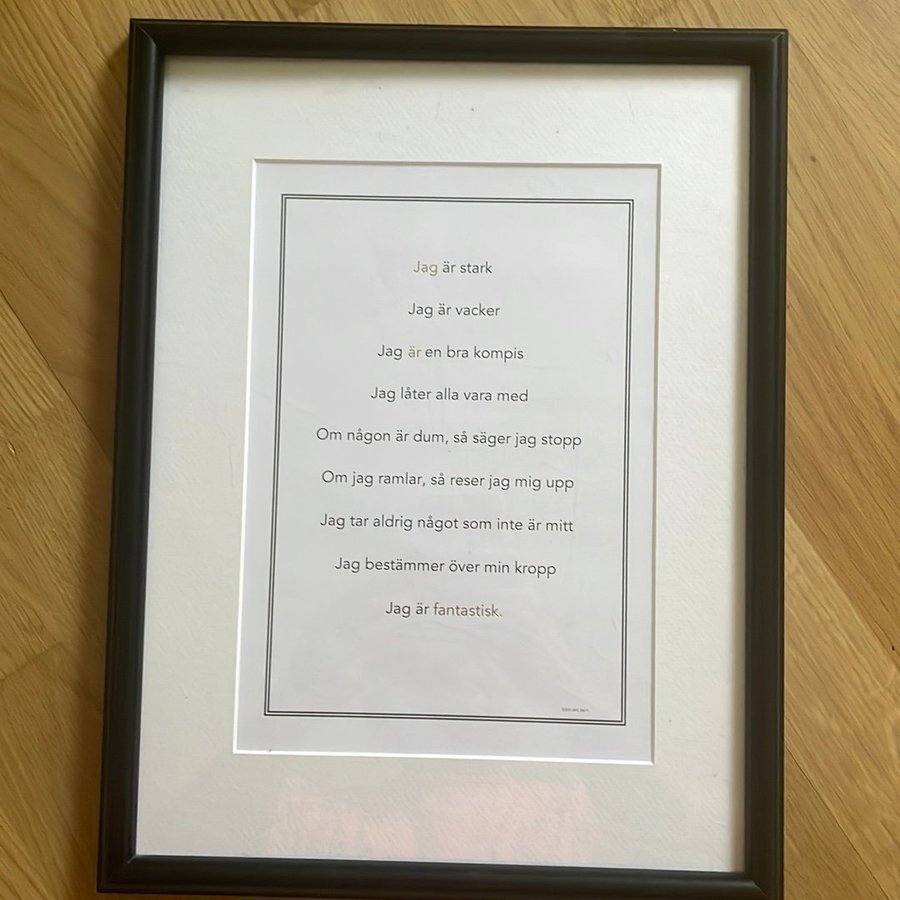 Jag är stark
Jag är vacker
Jag är en bra kompis
Jag låter alla vara med
Om någon är dum, så säger jag stopp
Om jag ramlar, så reser jag mig upp
Jag tar aldrig något som inte är mitt
Jag bestämmer över min kropp
Jag är fantastisk.